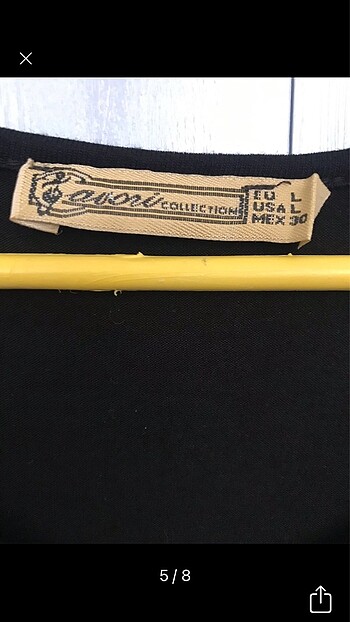 avori COLLECTION
EU L
USA L
MEX 30
5/8